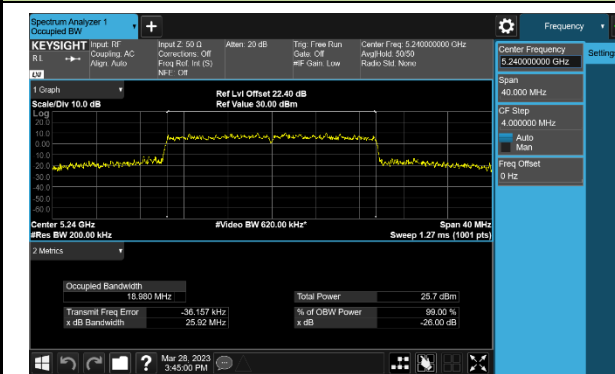 Spectrum Analyzer 1
Occupied BW
Frequency
KEYSIGHT Input: RF Input Z: 50 Ω Atten: 20 dB Trig: Free Run Center Freq: 5.240000000 GHz
RL Coupling: AC Corrections: Off Gate: Off Avg|Hold: 50/50
Align: Auto Freq Ref: Int (S) #IF Gain: Low Radio Std: None
NFE: Off
LNI
Center Frequency
5.240000000 GHz
Settings
Span
40.000 MHz
CF Step
4.000000 MHz
Auto
Man
Freq Offset
0 Hz
1 Graph
Ref Lvl Offset 22.40 dB
Scale/Div 10.0 dB Ref Value 30.00 dBm
Log
20.0
10.0
0.00
-10.0
-20.0
-30.0
-40.0
-50.0
-60.0
Center 5.24 GHz #Video BW 620.00 kHz* Span 40 MHz
#Res BW 200.00 kHz Sweep 1.27 ms (1001 pts)
2 Metrics
Occupied Bandwidth
18.980 MHz Total Power 25.7 dBm
Transmit Freq Error -36.157 kHz % of OBW Power 99.00 %
x dB Bandwidth 25.92 MHz x dB -26.00 dB
Mar 28, 2023
3:45:00 PM